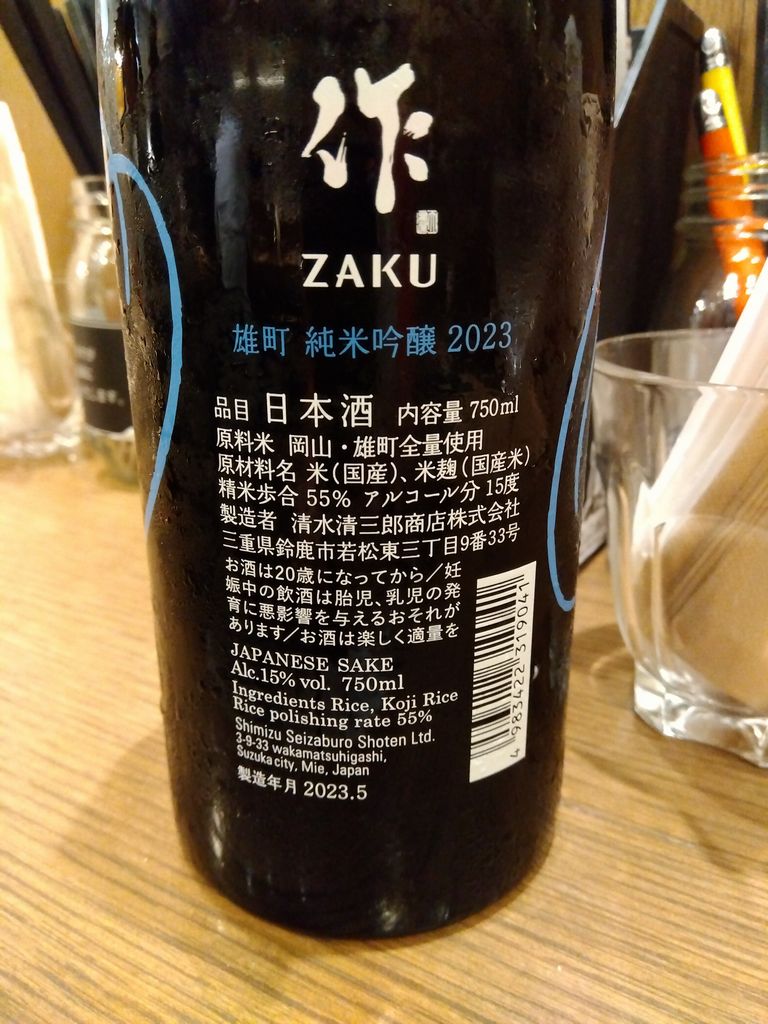 作
ZAKU
雄町 純米吟醸 2023
品目 日本酒 内容量 750ml
原料米 岡山・雄町全量使用
原材料名 米(国産)、米麹(国産米)
精米歩合 55% アルコール分 15度
製造者 清水清三郎商店株式会社
三重県鈴鹿市若松東三丁目9番33号
お酒は20歳になってから/妊
娠中の飲酒は胎児、乳児の発
育に悪影響を与えるおそれが
あります/お酒は楽しく適量を
JAPANESE SAKE
Alc.15% vol. 750ml
Ingredients Rice, Koji Rice
Rice polishing rate 55%
Shimizu Seizaburo Shoten Ltd.
3-9-33 wakamatsuhigashi,
Suzuka city, Mie, Japan
製造年月 2023.5
4 983422 319041